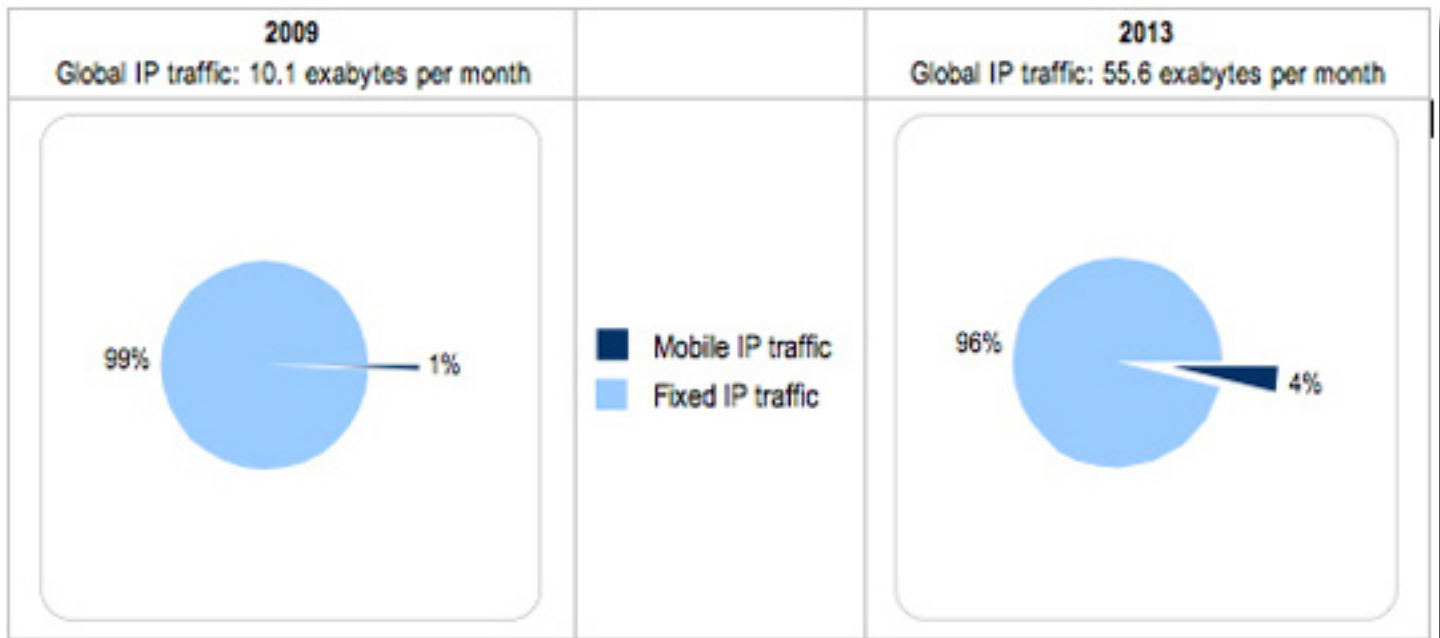 2009
Global IP traffic: 10.1 exabytes per month
2013
Global IP traffic: 55.6 exabytes per month
99%
1%
Mobile IP traffic
Fixed IP traffic
96%
4%